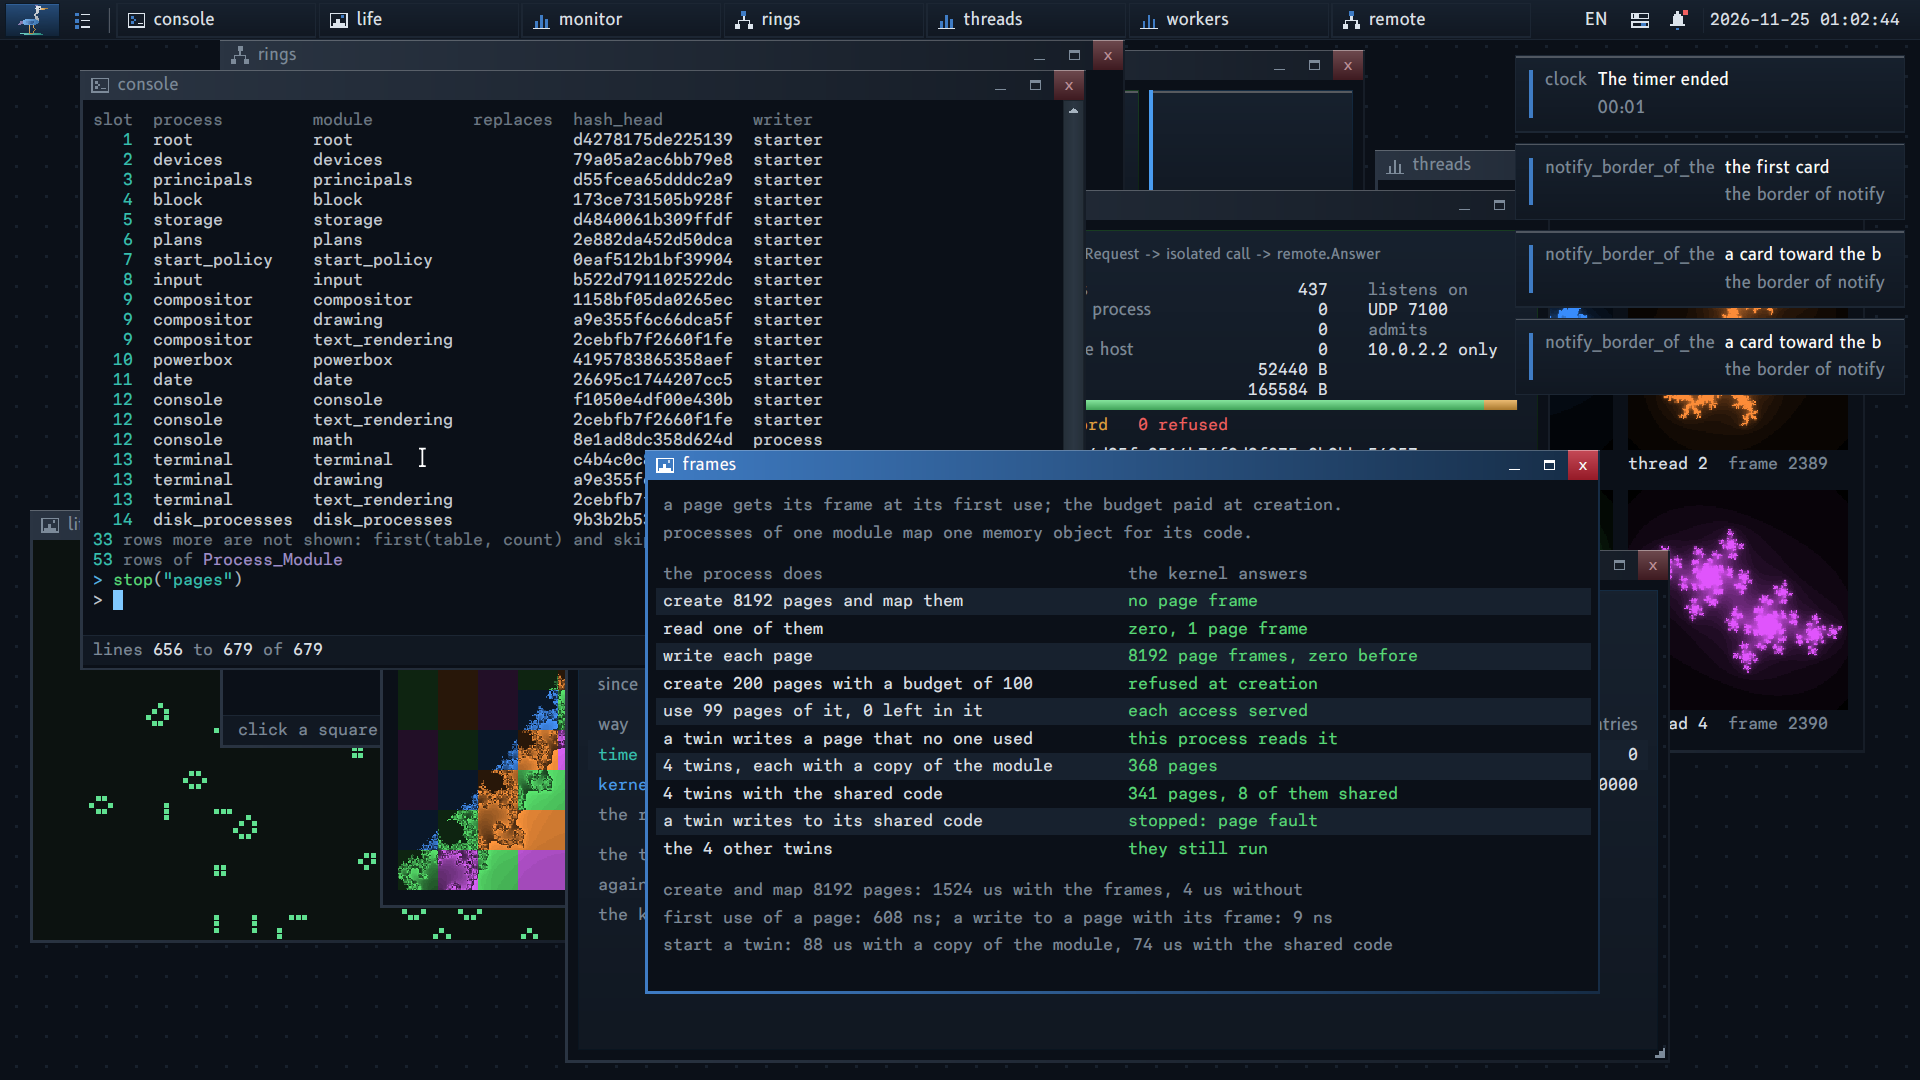 console life monitor rings threads workers remote EN 2026-11-25 01:02:44
rings
console
slot process module replaces hash_head writer
1 root root d4278175de225139 starter
2 devices devices 79a05a2ac6bb79e8 starter
3 principals principals d55fcea65dddc2a9 starter
4 block block 173ce731505b928f starter
5 storage storage d4840061b309ffdf starter
6 plans plans 2e882da452d50dca starter
7 start_policy start_policy 0eaf512b1bf39904 starter
8 input input b522d791102522dc starter
9 compositor compositor 1158bf05da0265ec starter
9 compositor drawing a9e355f6c66dca5f starter
9 compositor text_rendering 2cebfb7f2660f1fe starter
10 powerbox powerbox 4195783865358aef starter
11 date date 26695c1744207cc5 starter
12 console console f1050e4df00e430b starter
12 console text_rendering 2cebfb7f2660f1fe starter
12 console math 8e1ad8dc358d624d process
13 terminal terminal c4b4c0c
13 terminal drawing a9e355f
13 terminal text_rendering 2cebfb7
14 disk_processes disk_processes 9b3b2b5
33 rows more are not shown: first(table, count) and ski
53 rows of Process_Module
> stop("pages")
>
lines 656 to 679 of 679
click a square
threads
Request -> isolated call -> remote.Answer
437 listens on
process 0 UDP 7100
0 admits
e host 0 10.0.2.2 only
52440 B
165584 B
ord 0 refused
clock The timer ended
00:01
notify_border_of_the the first card
the border of notify
notify_border_of_the a card toward the b
the border of notify
notify_border_of_the a card toward the b
the border of notify
thread 2 frame 2389
ad 4 frame 2390
frames
a page gets its frame at its first use; the budget paid at creation.
processes of one module map one memory object for its code.
the process does the kernel answers
create 8192 pages and map them no page frame
read one of them zero, 1 page frame
write each page 8192 page frames, zero before
create 200 pages with a budget of 100 refused at creation
use 99 pages of it, 0 left in it each access served
a twin writes a page that no one used this process reads it
4 twins, each with a copy of the module 368 pages
4 twins with the shared code 341 pages, 8 of them shared
a twin writes to its shared code stopped: page fault
the 4 other twins they still run
create and map 8192 pages: 1524 us with the frames, 4 us without
first use of a page: 608 ns; a write to a page with its frame: 9 ns
start a twin: 88 us with a copy of the module, 74 us with the shared code
li
since
way
time
kerne
the r
the t
again
the k
ntries
0
0000